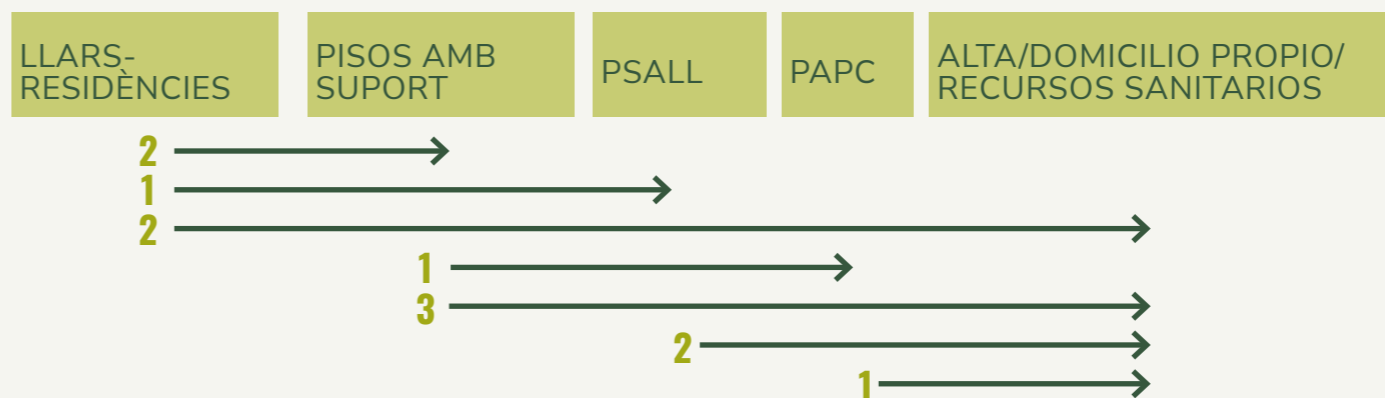 LLARS-
RESIDÈNCIES
PISOS AMB
SUPORT
PSALL
PAPC
ALTA/DOMICILIO PROPIO/
RECURSOS SANITARIOS
2
1
2
1
3
2
1